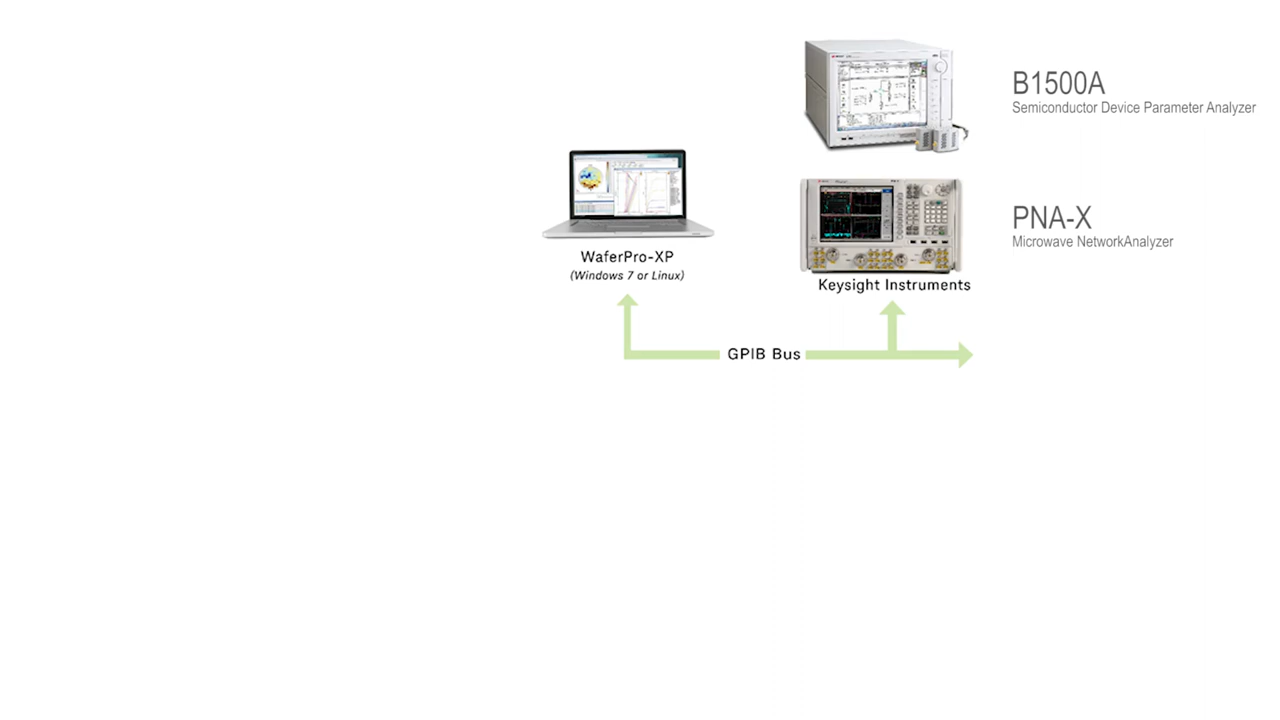 B1500A
Semiconductor Device Parameter Analyzer
PNA-X
Microwave NetworkAnalyzer
WaferPro-XP
(Windows 7 or Linux)
Keysight Instruments
GPIB Bus